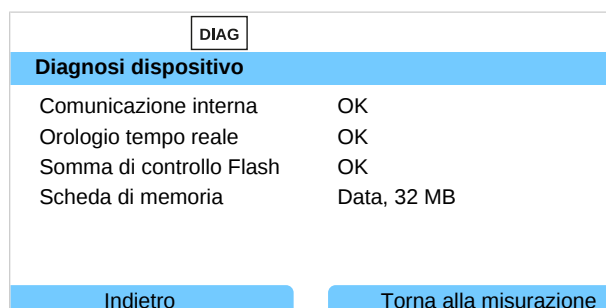 DIAG
Diagnosi dispositivo
Comunicazione interna OK
Orologio tempo reale OK
Somma di controllo Flash OK
Scheda di memoria Data, 32 MB
Indietro Torna alla misurazione